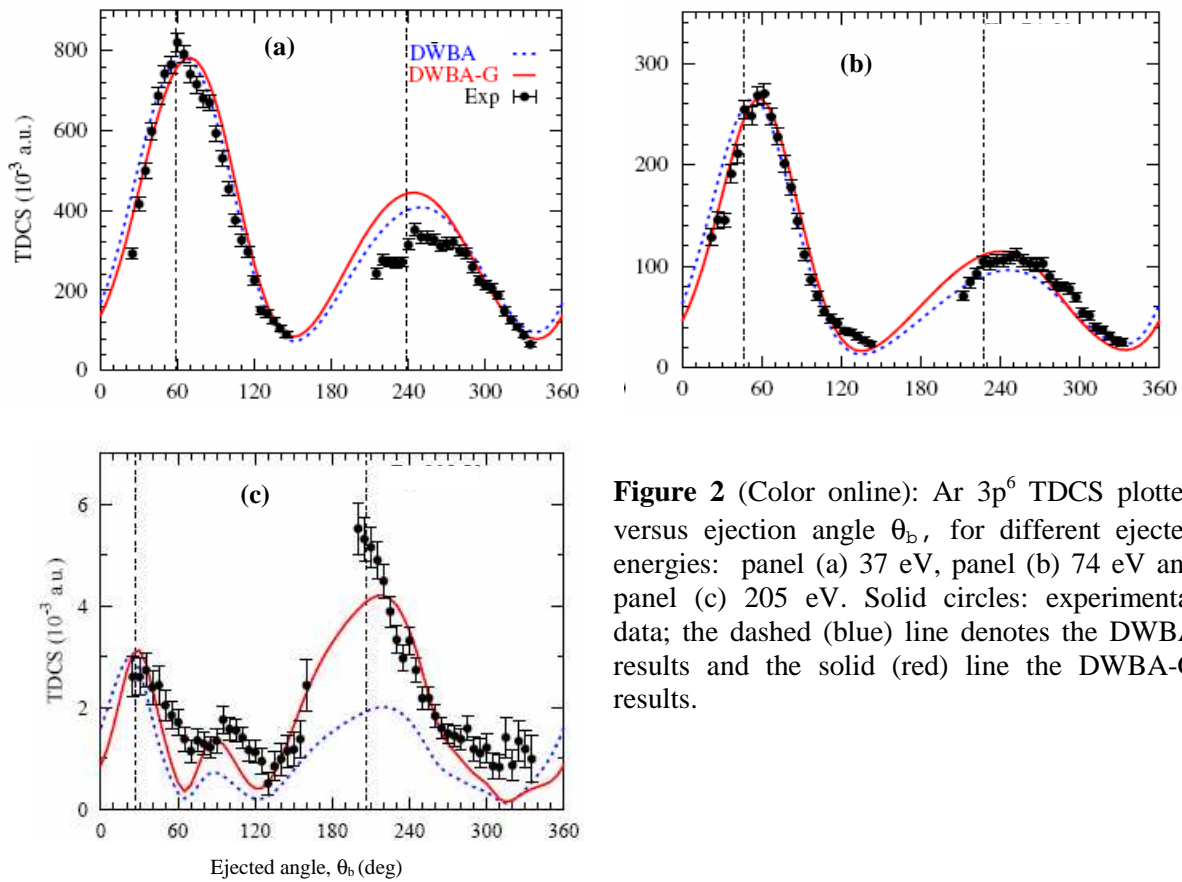 (a)
DWBA
DWBA-G
Exp
TDCS (10⁻³ a.u.)
800
600
400
200
0
0 60 120 180 240 300 360
(b)
300
200
100
0
0 60 120 180 240 300 360
(c)
TDCS (10⁻³ a.u.)
6
4
2
0
0 60 120 180 240 300 360
Ejected angle, θb (deg)
Figure 2 (Color online): Ar 3p⁶ TDCS plotte
versus ejection angle θb, for different ejecte
energies: panel (a) 37 eV, panel (b) 74 eV an
panel (c) 205 eV. Solid circles: experimenta
data; the dashed (blue) line denotes the DWBA
results and the solid (red) line the DWBA-G
results.